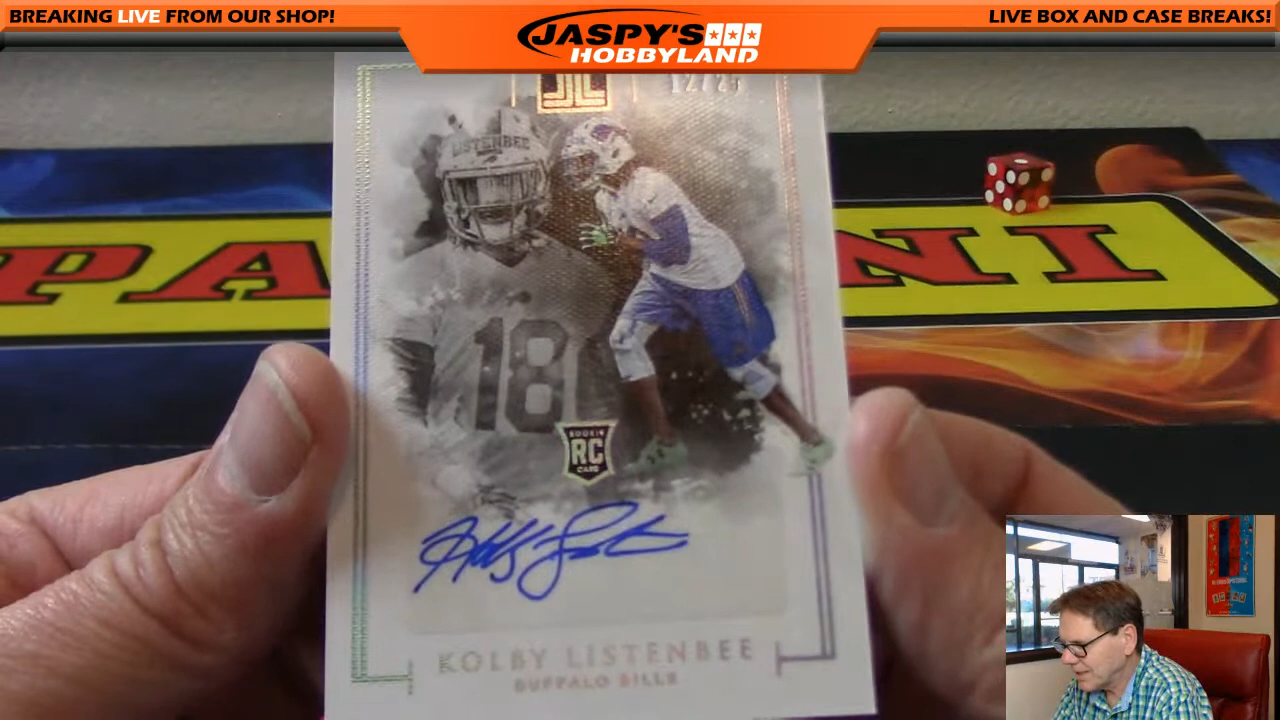 BREAKING LIVE FROM OUR SHOP!
JASPY'S
HOBBYLAND
LIVE BOX AND CASE BREAKS!
LISTENBEE
PANINI
18
ROOKIE
RC
CARD
KOLBY LISTENBEE
BUFFALO BILLS